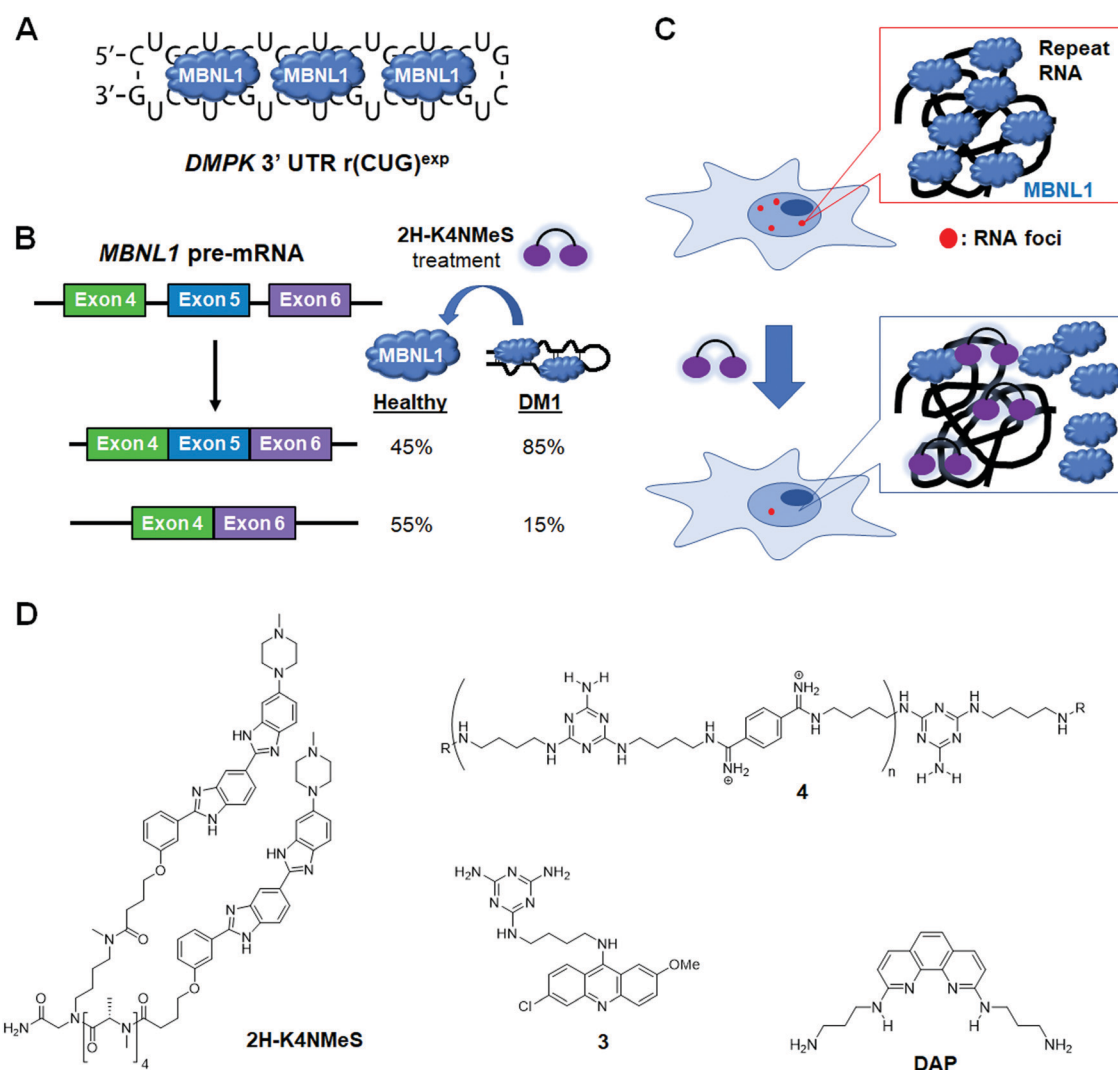 A
5'–C U G C U G C U G C U G C U G C U G
MBNL1 MBNL1 MBNL1
3'–G U C G U C G U C G U C G U C G U C
DMPK 3' UTR r(CUG)exp
B
MBNL1 pre-mRNA
2H-K4NMeS
treatment
Exon 4 Exon 5 Exon 6
MBNL1
Healthy DM1
Exon 4 Exon 5 Exon 6 45% 85%
Exon 4 Exon 6 55% 15%
C
Repeat
RNA
MBNL1
: RNA foci
D
2H-K4NMeS
4
3
DAP